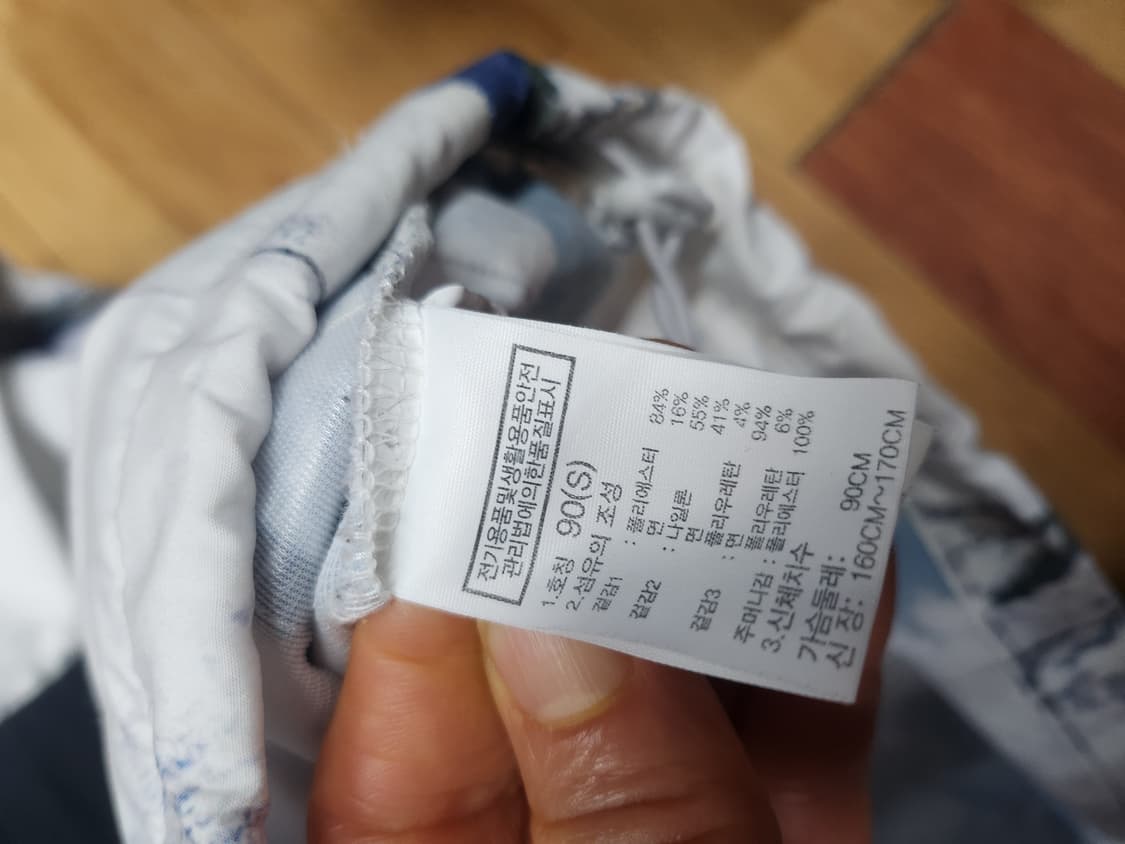 전기용품및생활용품안전
관리법에의한품질표시
1.호칭 90(S)
2.섬유의 조성
겉감1 : 폴리에스터 84%
면 16%
겉감2 : 나일론 55%
면 41%
폴리우레탄 4%
겉감3 : 면 94%
폴리우레탄 6%
주머니감 : 폴리에스터 100%
3.신체치수
가슴둘레: 90CM
신 장: 160CM~170CM